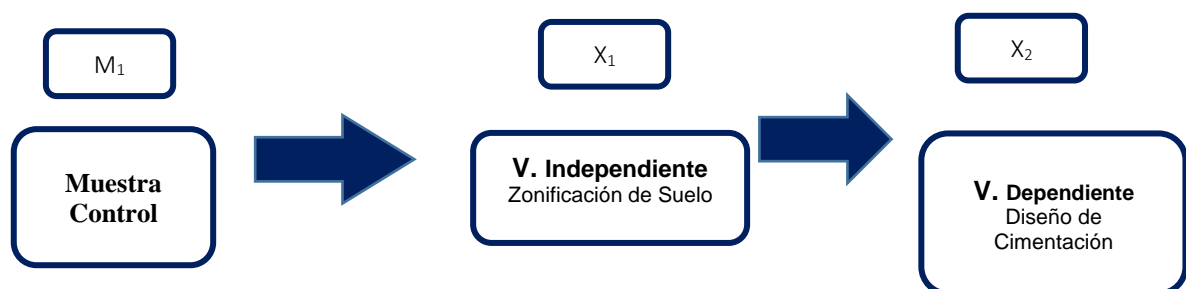 M₁
X₁
X₂
Muestra
Control
V. Independiente
Zonificación de Suelo
V. Dependiente
Diseño de
Cimentación